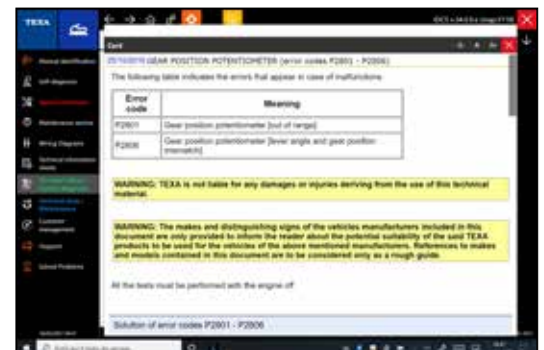 TEXA
Card
GEAR POSITION POTENTIOMETER (error codes P2801 - P2806)
The following table indicates the errors that appear in case of malfunctions.
Error code
Meaning
P2801
Gear position potentiometer [out of range]
P2806
Gear position potentiometer [lever angle and gear position mismatch]
WARNING: TEXA is not liable for any damages or injuries deriving from the use of this technical
material.
WARNING: The makes and distinguishing signs of the vehicles manufacturers included in this
document are only provided to inform the reader about the potential suitability of the said TEXA
products to be used for the vehicles of the above mentioned manufacturers. References to makes
and models contained in this document are to be considered only as a rough guide.
All the tests must be performed with the engine off
Solution of error codes P2801 - P2806
Self-diagnosis
Wiring Diagrams
Technical information
Customer
management
Support
Solved Problems